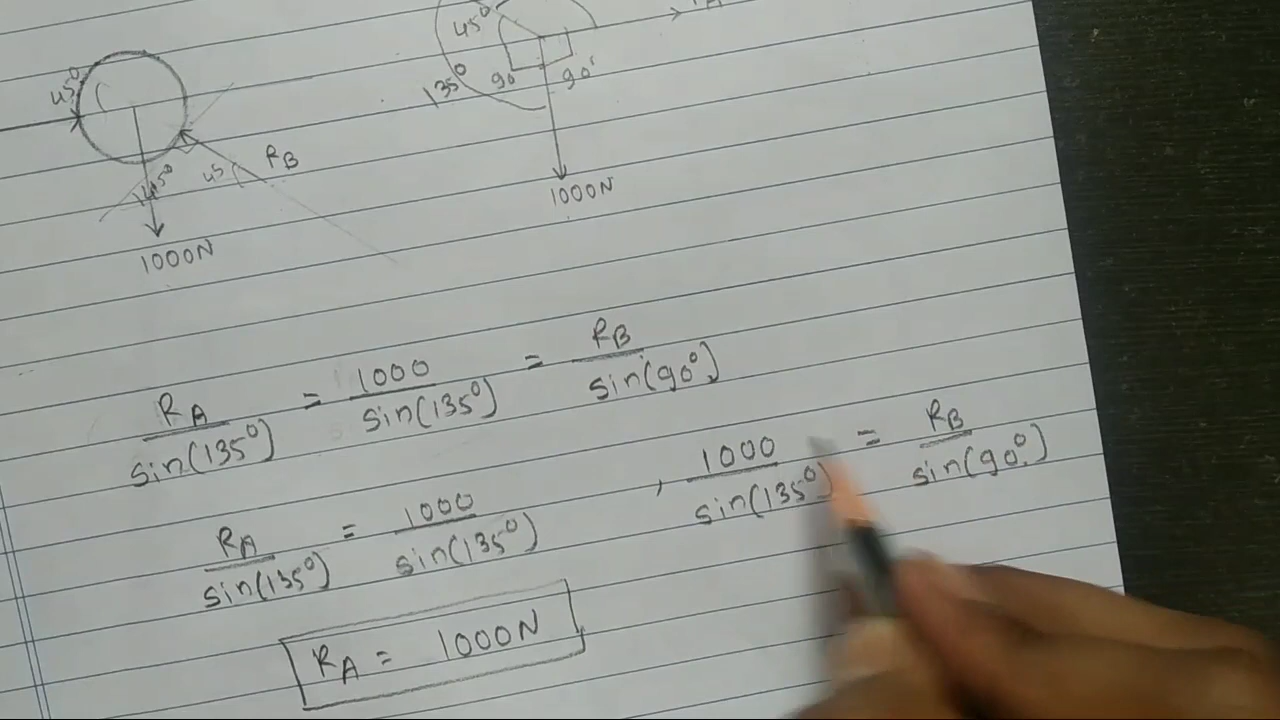 45°
45°
135°
90
90°
45°
45
RB
1000N
1000N
RA/sin(135°) = 1000/sin(135°) = RB/sin(90°)
RA/sin(135°) = 1000/sin(135°) , 1000/sin(135°) = RB/sin(90°)
RA = 1000N